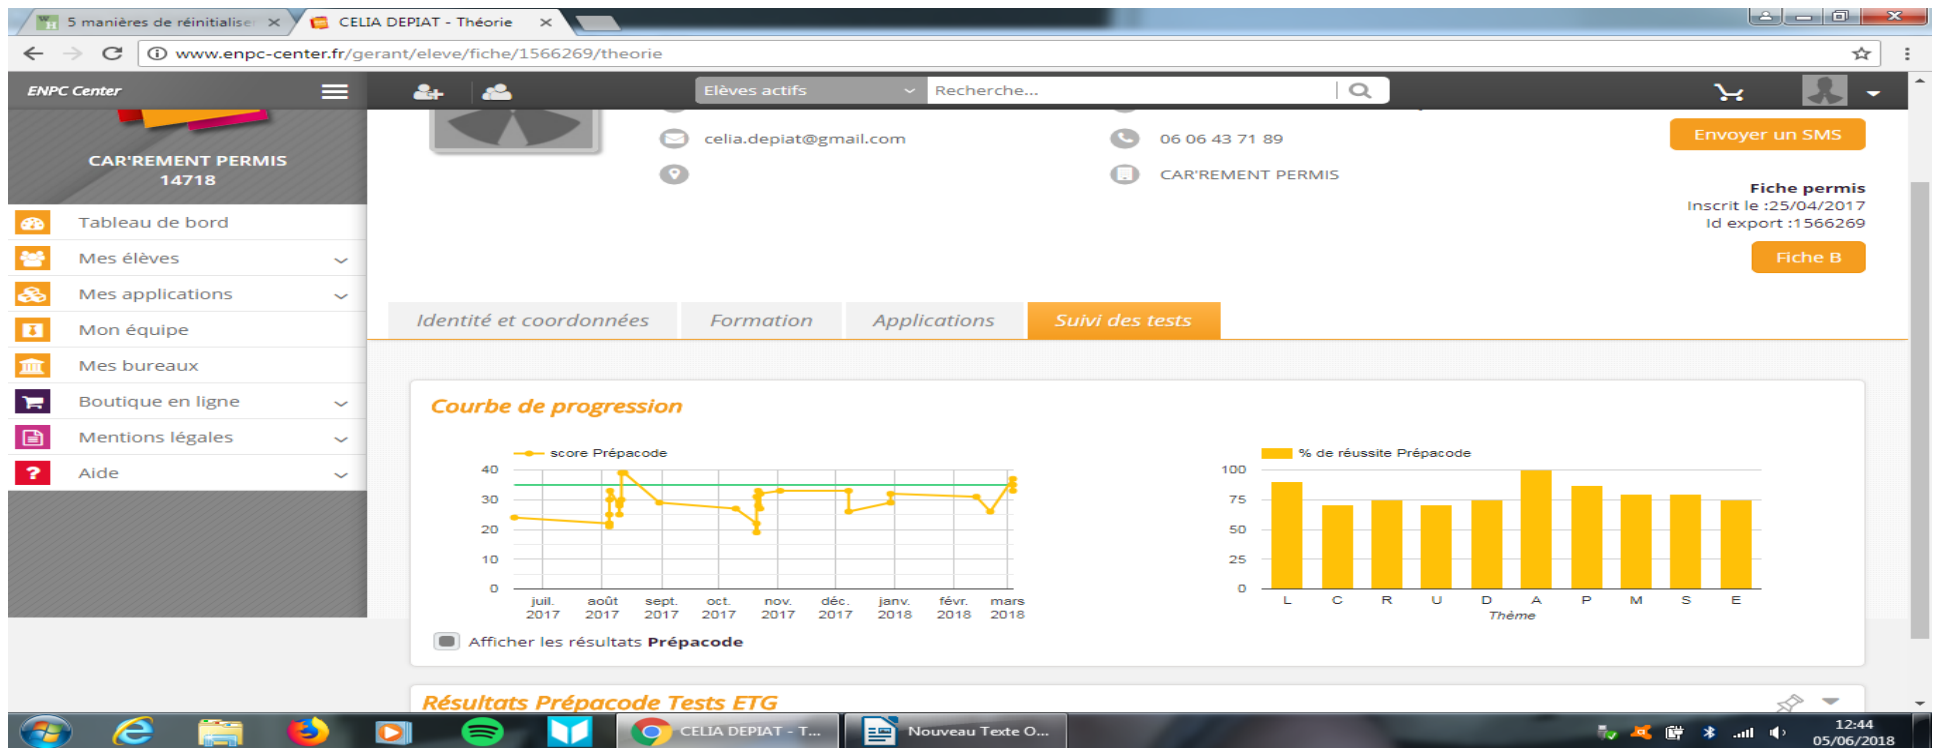 5 manières de réinitialise
CELIA DEPIAT - Théorie
www.enpc-center.fr/gerant/eleve/fiche/1566269/theorie
ENPC Center
Elèves actifs
Recherche...
CAR'REMENT PERMIS
14718
Tableau de bord
Mes élèves
Mes applications
Mon équipe
Mes bureaux
Boutique en ligne
Mentions légales
Aide
celia.depiat@gmail.com
06 06 43 71 89
CAR'REMENT PERMIS
Envoyer un SMS
Fiche permis
Inscrit le :25/04/2017
Id export :1566269
Fiche B
Identité et coordonnées
Formation
Applications
Suivi des tests
Courbe de progression
score Prépacode
40
30
20
10
0
juil. août sept. oct. nov. déc. janv. févr. mars
2017 2017 2017 2017 2017 2017 2018 2018 2018
Afficher les résultats Prépacode
% de réussite Prépacode
100
75
50
25
0
L C R U D A P M S E
Thème
Résultats Prépacode Tests ETG
CELIA DEPIAT - T...
Nouveau Texte O...
12:44
05/06/2018